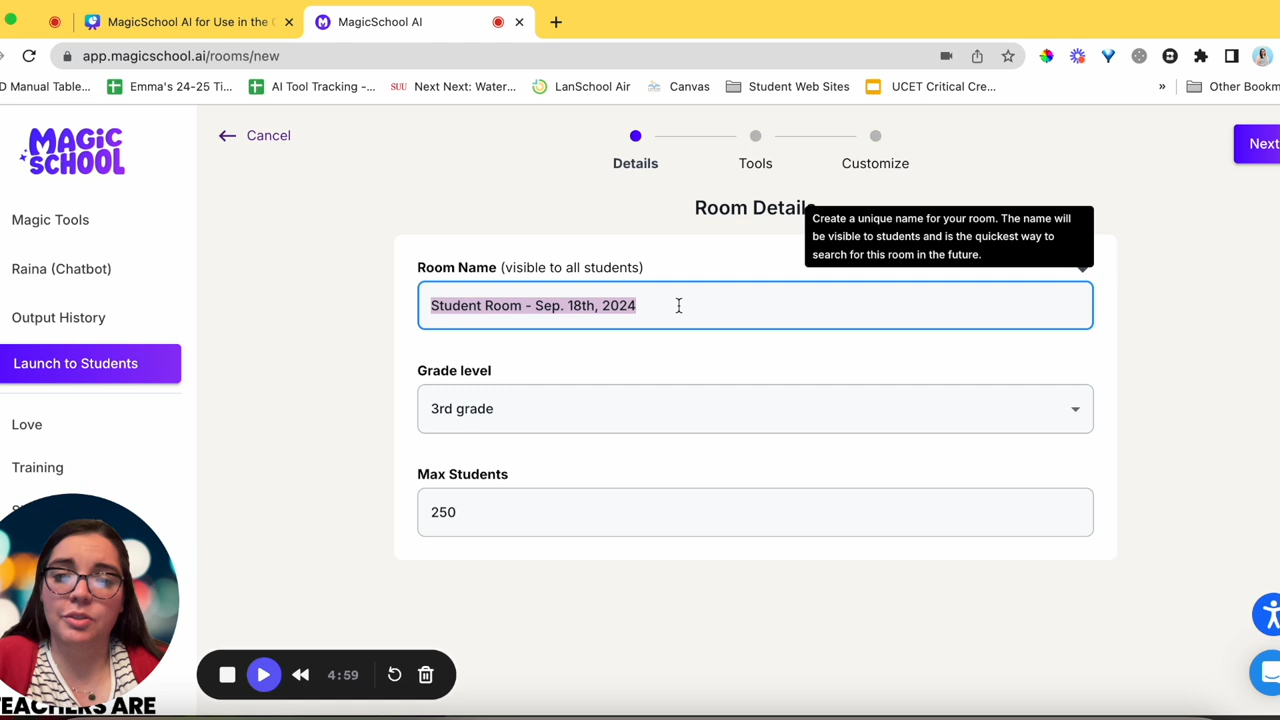 MagicSchool AI for Use in the
MagicSchool AI
app.magicschool.ai/rooms/new
D Manual Table...
Emma's 24-25 Ti...
AI Tool Tracking -...
SUU Next Next: Water...
LanSchool Air
Canvas
Student Web Sites
UCET Critical Cre...
»
Other Bookm
MAGIC
SCHOOL
Cancel
Details
Tools
Customize
Next
Magic Tools
Raina (Chatbot)
Output History
Launch to Students
Love
Training
Room Details
Create a unique name for your room. The name will
be visible to students and is the quickest way to
search for this room in the future.
Room Name (visible to all students)
Student Room - Sep. 18th, 2024
Grade level
3rd grade
Max Students
250
4:59
TEACHERS ARE